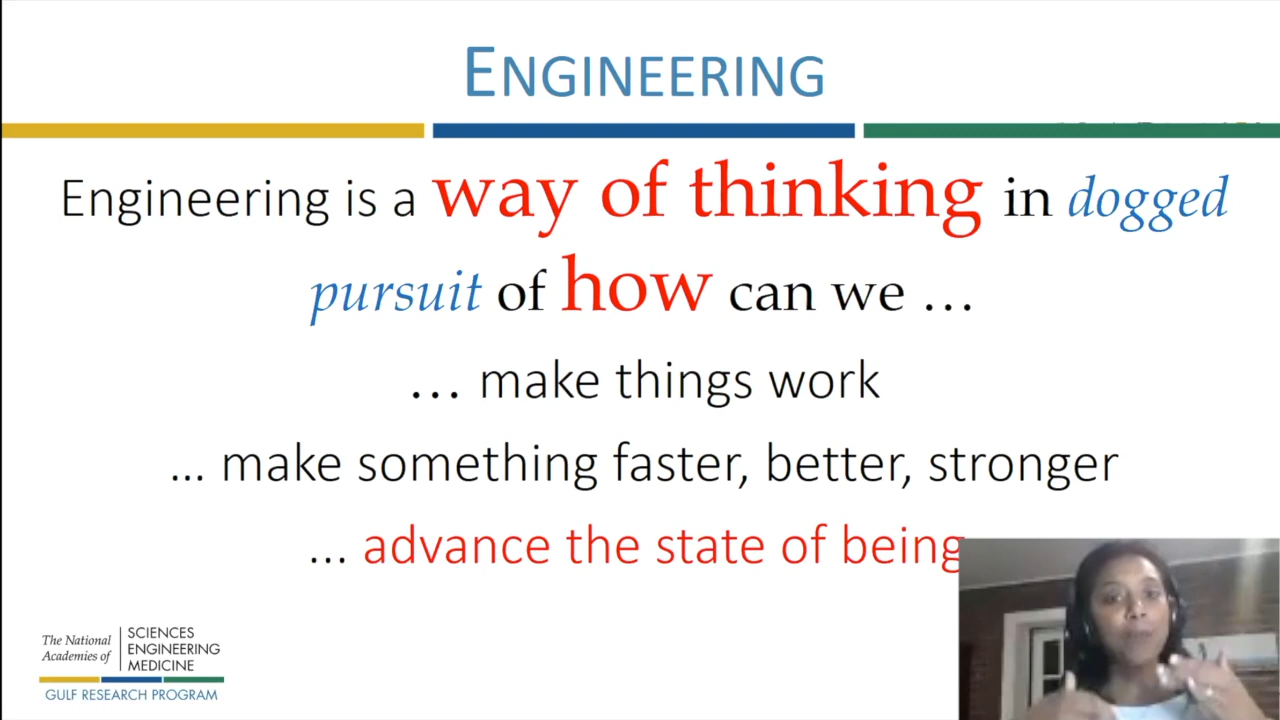 ENGINEERING
Engineering is a way of thinking in dogged
pursuit of how can we …
… make things work
… make something faster, better, stronger
… advance the state of being
The National
Academies of
SCIENCES
ENGINEERING
MEDICINE
GULF RESEARCH PROGRAM